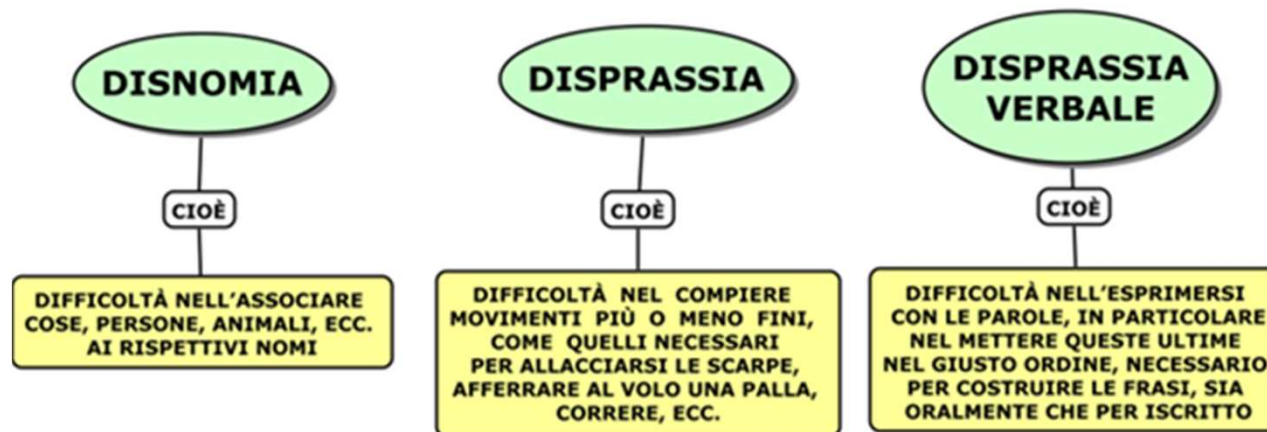 DISNOMIA
CIOÈ
DIFFICOLTÀ NELL'ASSOCIARE
COSE, PERSONE, ANIMALI, ECC.
AI RISPETTIVI NOMI
DISPRASSIA
CIOÈ
DIFFICOLTÀ NEL COMPIERE
MOVIMENTI PIÙ O MENO FINI,
COME QUELLI NECESSARI
PER ALLACCIARSI LE SCARPE,
AFFERRARE AL VOLO UNA PALLA,
CORRERE, ECC.
DISPRASSIA
VERBALE
CIOÈ
DIFFICOLTÀ NELL'ESPRIMERSI
CON LE PAROLE, IN PARTICOLARE
NEL METTERE QUESTE ULTIME
NEL GIUSTO ORDINE, NECESSARIO
PER COSTRUIRE LE FRASI, SIA
ORALMENTE CHE PER ISCRITTO